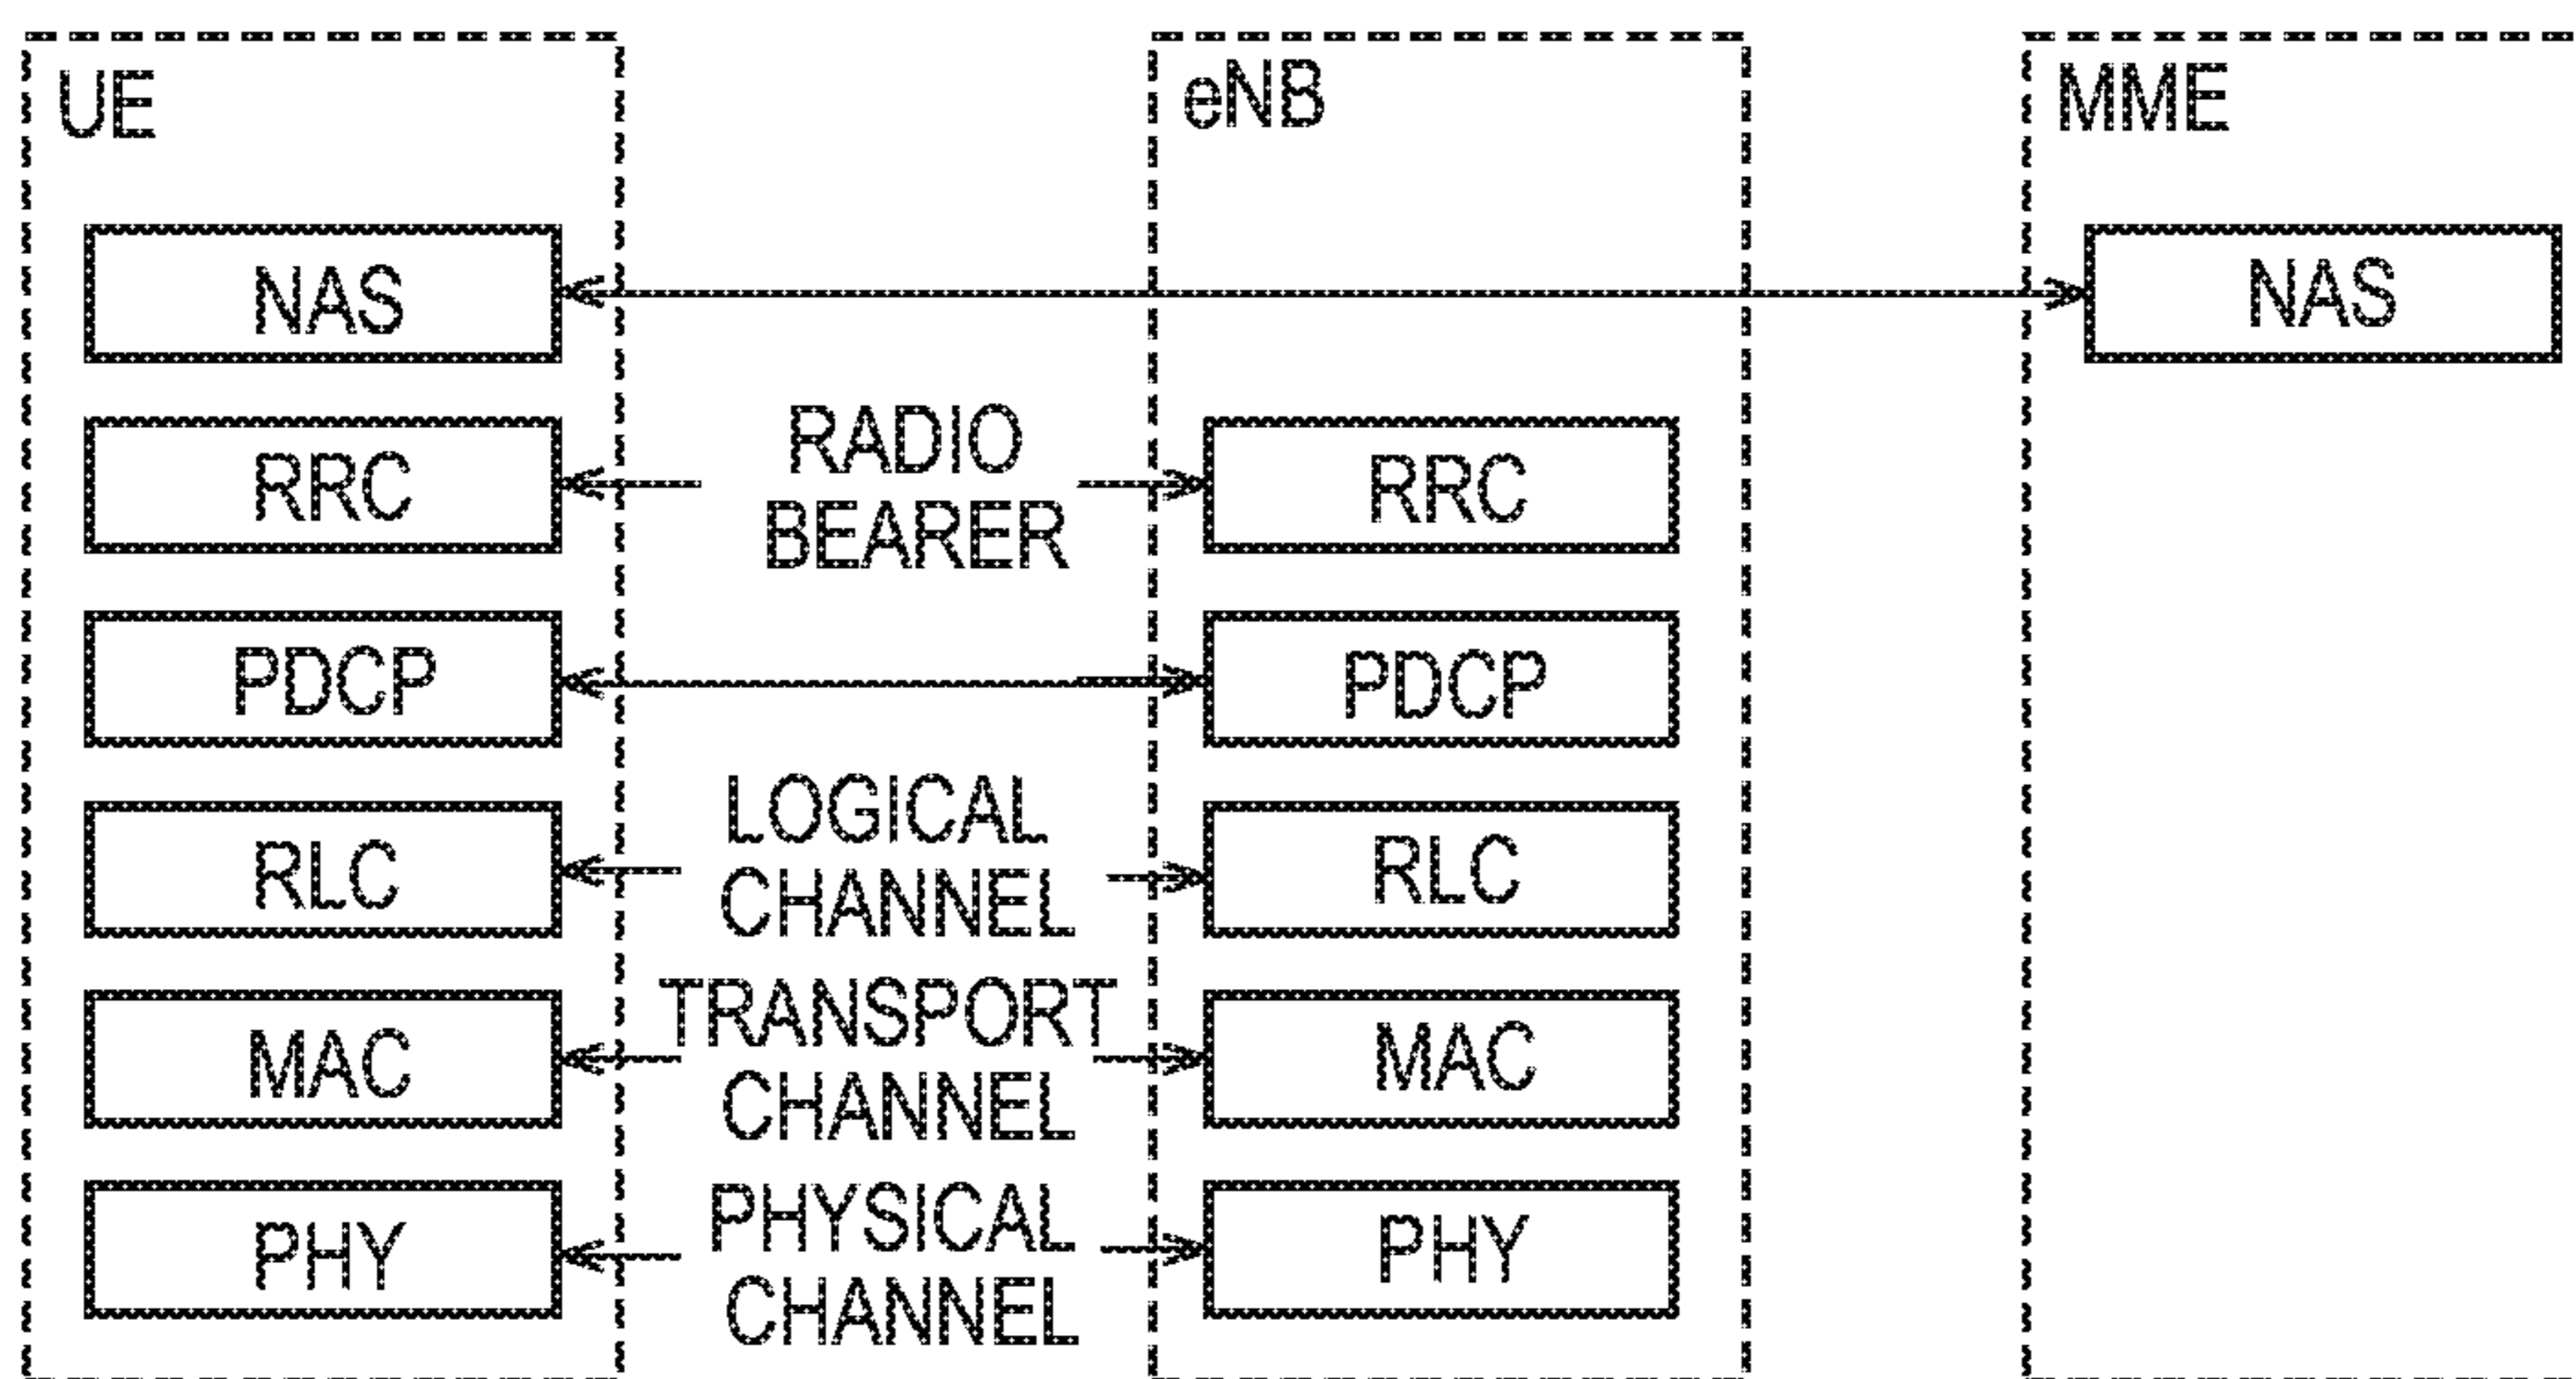 UE
eNB
MME
NAS
NAS
RRC
RADIO
BEARER
RRC
PDCP
PDCP
RLC
LOGICAL
CHANNEL
RLC
MAC
TRANSPORT
CHANNEL
MAC
PHY
PHYSICAL
CHANNEL
PHY